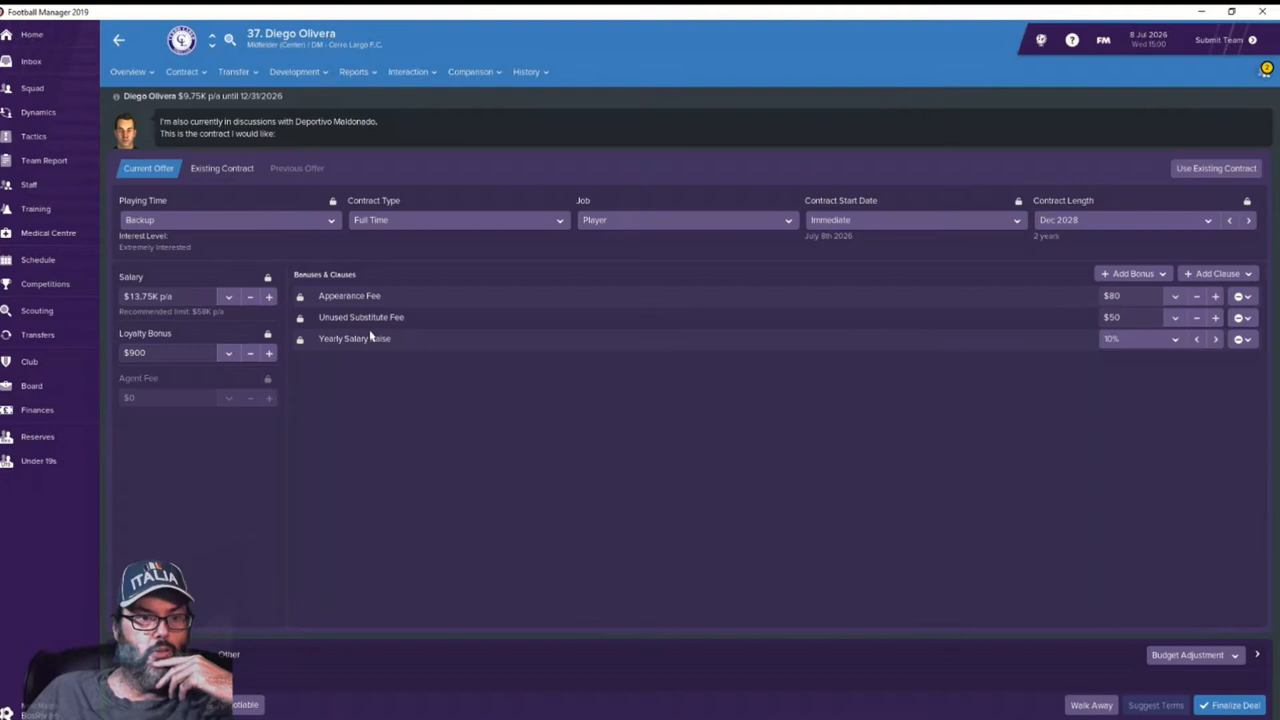 Football Manager 2019
Home
Inbox
Squad
Dynamics
Tactics
Team Report
Staff
Training
Medical Centre
Schedule
Competitions
Scouting
Transfers
Club
Board
Finances
Reserves
Under 19s
37. Diego Olivera
Midfielder (Center) / DM - Cerro Largo F.C.
FM
8 Jul 2026
Wed 15:00
Submit Team
2
Overview
Contract
Transfer
Development
Reports
Interaction
Comparison
History
Diego Olivera $9.75K p/a until 12/31/2026
I'm also currently in discussions with Deportivo Maldonado.
This is the contract I would like:
Current Offer
Existing Contract
Previous Offer
Use Existing Contract
Playing Time
Contract Type
Job
Contract Start Date
Contract Length
Backup
Full Time
Player
Immediate
Dec 2028
Interest Level:
Extremely Interested
July 8th 2026
2 years
Salary
$13.75K p/a
Recommended limit: $58K p/a
Loyalty Bonus
$900
Agent Fee
$0
Bonuses & Clauses
Add Bonus
Add Clause
Appearance Fee
$80
Unused Substitute Fee
$50
Yearly Salary Raise
10%
ITALIA
Other
Budget Adjustment
otiable
Walk Away
Suggest Terms
Finalize Deal